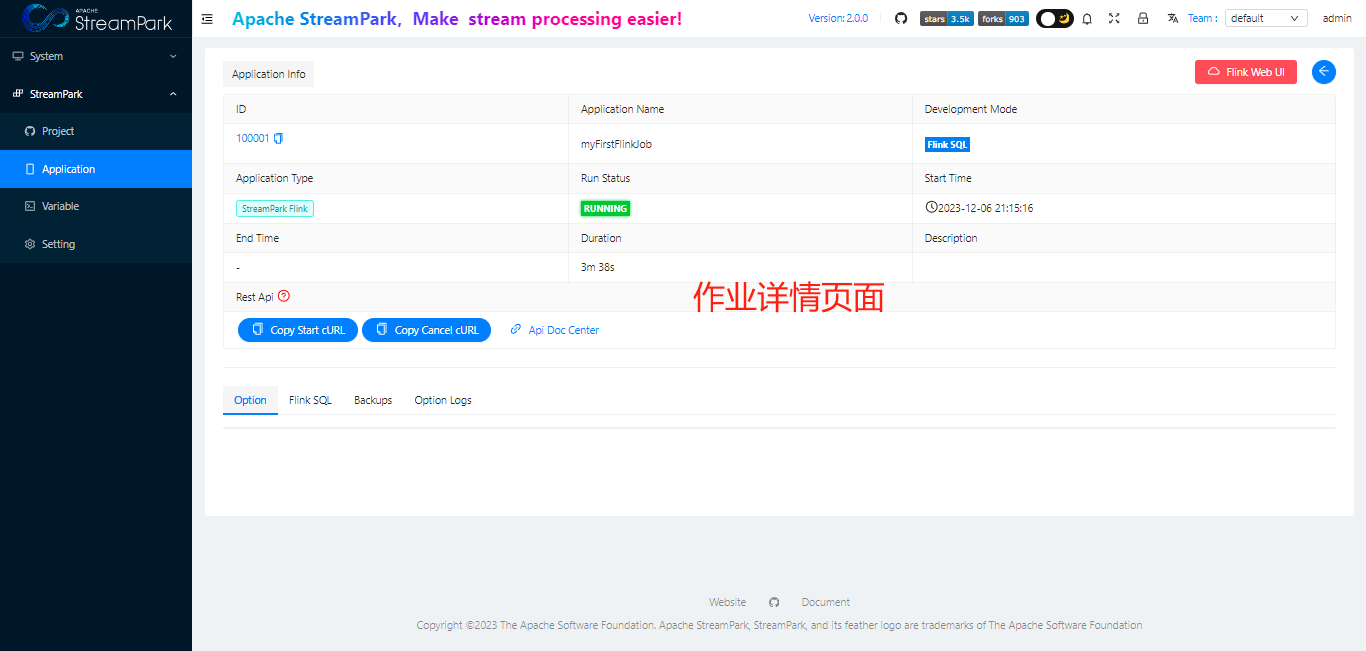 APACHE
StreamPark
Apache StreamPark, Make stream processing easier!
Version: 2.0.0
stars 3.5k
forks 903
Team :
default
admin
System
StreamPark
Project
Application
Variable
Setting
Application Info
Flink Web UI
ID
Application Name
Development Mode
100001
myFirstFlinkJob
Flink SQL
Application Type
Run Status
Start Time
StreamPark Flink
RUNNING
2023-12-06 21:15:16
End Time
Duration
Description
-
3m 38s
Rest Api
作业详情页面
Copy Start cURL
Copy Cancel cURL
Api Doc Center
Option
Flink SQL
Backups
Option Logs
Website
Document
Copyright ©2023 The Apache Software Foundation. Apache StreamPark, StreamPark, and its feather logo are trademarks of The Apache Software Foundation